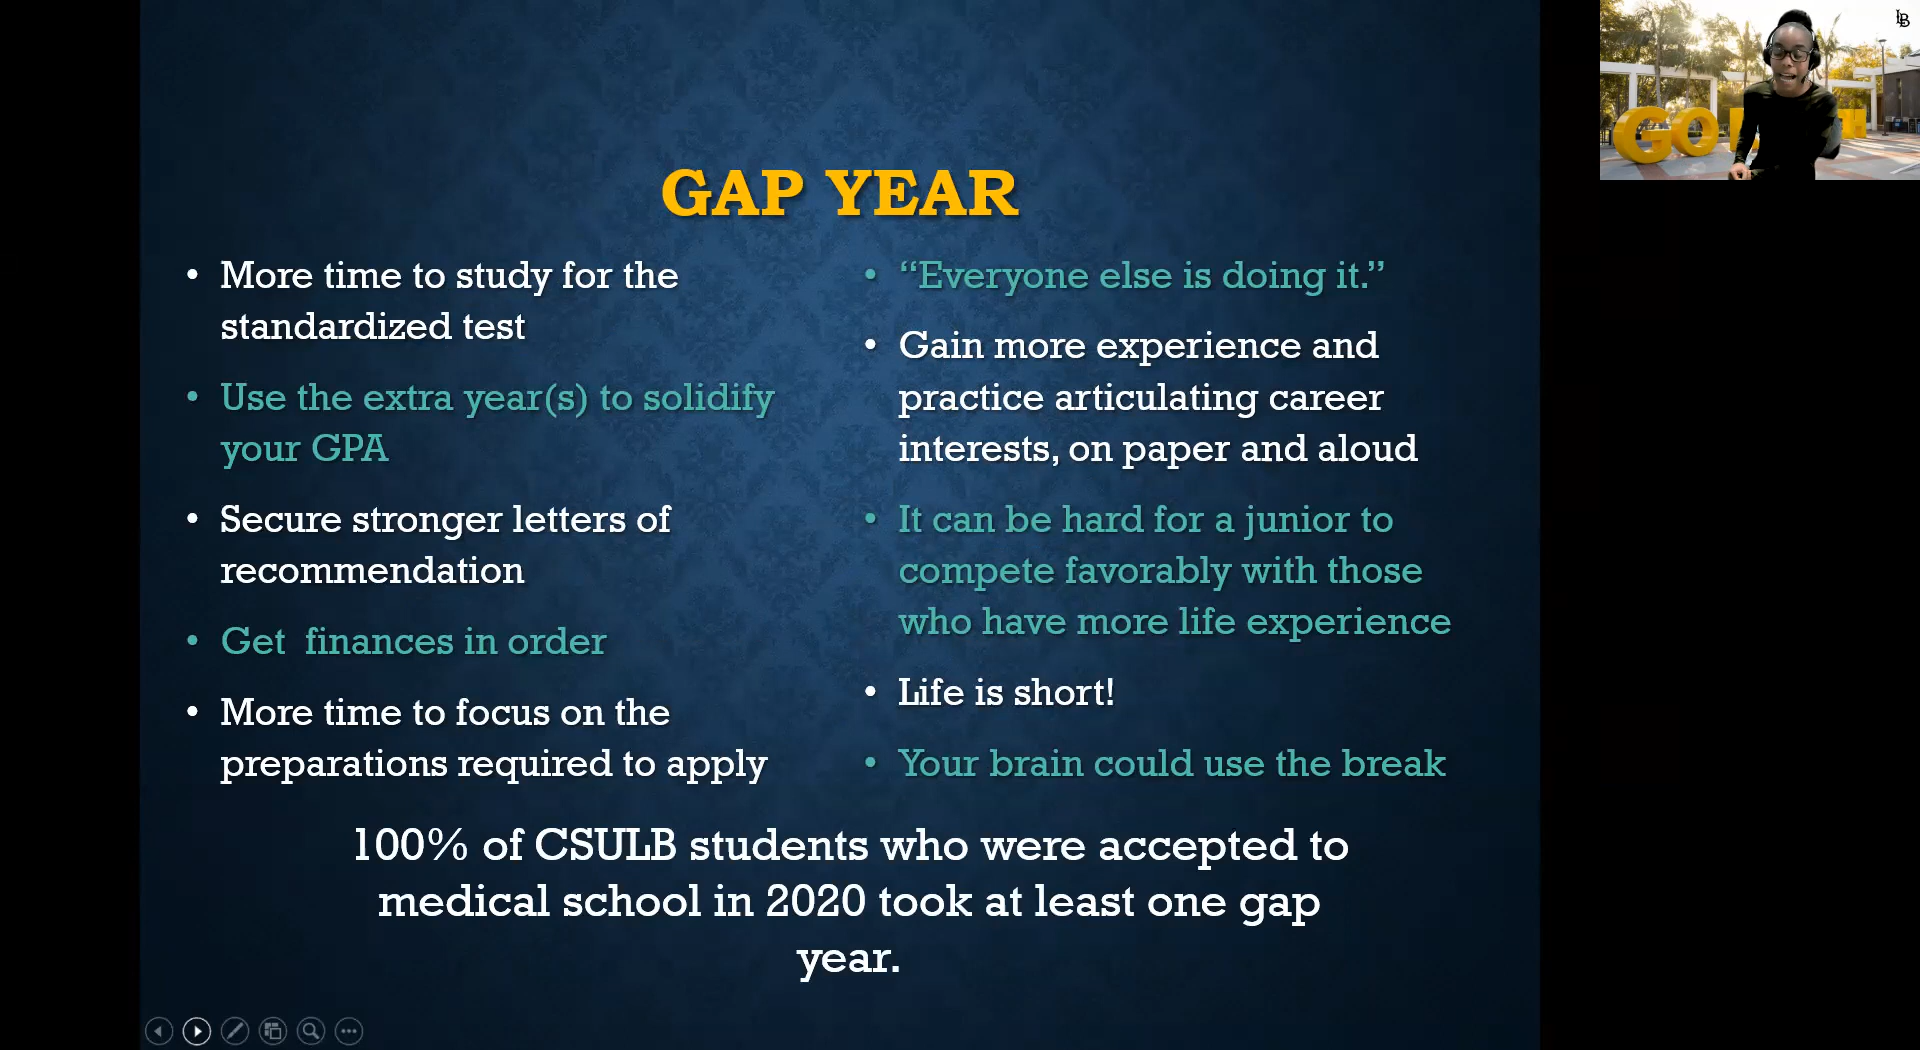 GAP YEAR
• More time to study for the
standardized test
• Use the extra year(s) to solidify
your GPA
• Secure stronger letters of
recommendation
• Get  finances in order
• More time to focus on the
preparations required to apply
• “Everyone else is doing it.”
• Gain more experience and
practice articulating career
interests, on paper and aloud
• It can be hard for a junior to
compete favorably with those
who have more life experience
• Life is short!
• Your brain could use the break
100% of CSULB students who were accepted to
medical school in 2020 took at least one gap
year.
LB
GO